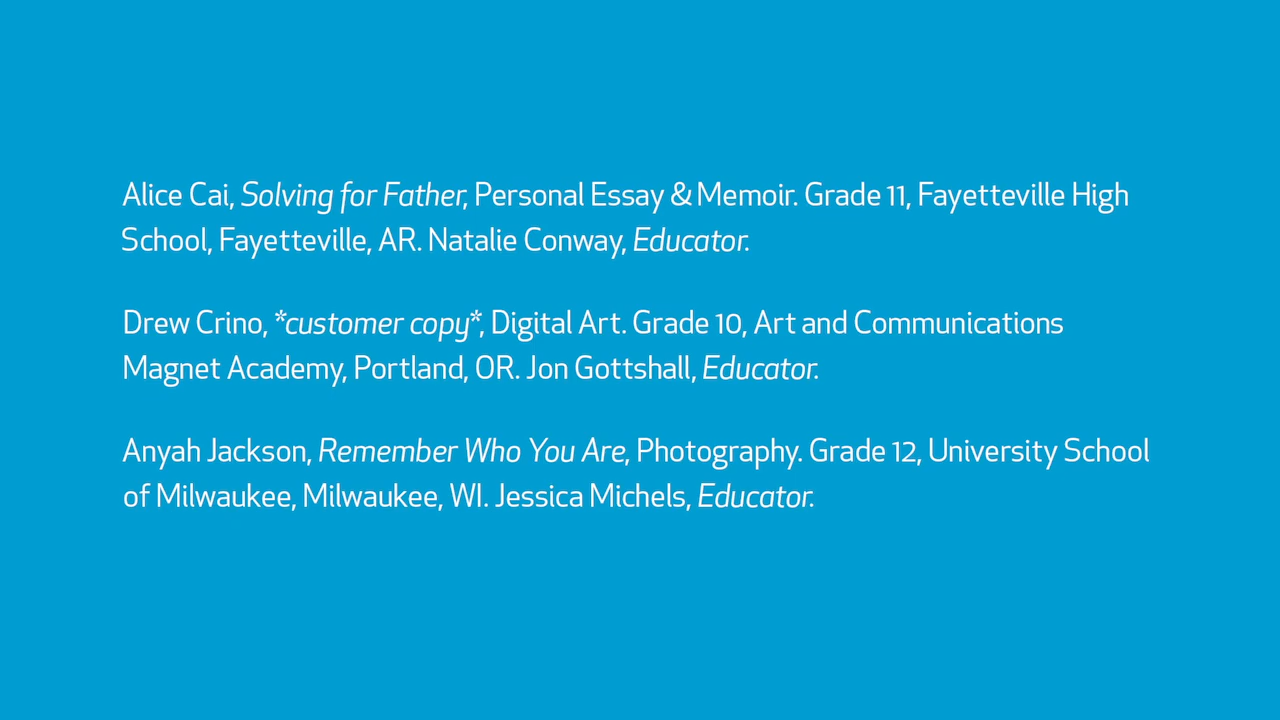 Alice Cai, Solving for Father, Personal Essay & Memoir. Grade 11, Fayetteville High
School, Fayetteville, AR. Natalie Conway, Educator.
Drew Crino, *customer copy*, Digital Art. Grade 10, Art and Communications
Magnet Academy, Portland, OR. Jon Gottshall, Educator.
Anyah Jackson, Remember Who You Are, Photography. Grade 12, University School
of Milwaukee, Milwaukee, WI. Jessica Michels, Educator.